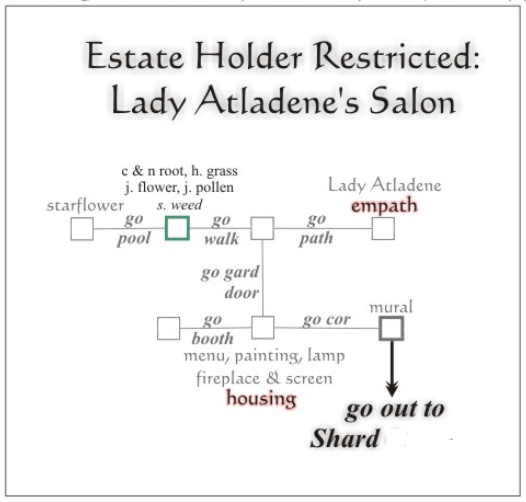 Estate Holder Restricted:
Lady Atladene's Salon
c & n root, h. grass
j. flower, j. pollen
s. weed
starflower
Lady Atladene
empath
go
pool
go
walk
go
path
go gard
door
mural
go
booth
go cor
menu, painting, lamp
fireplace & screen
housing
go out to
Shard